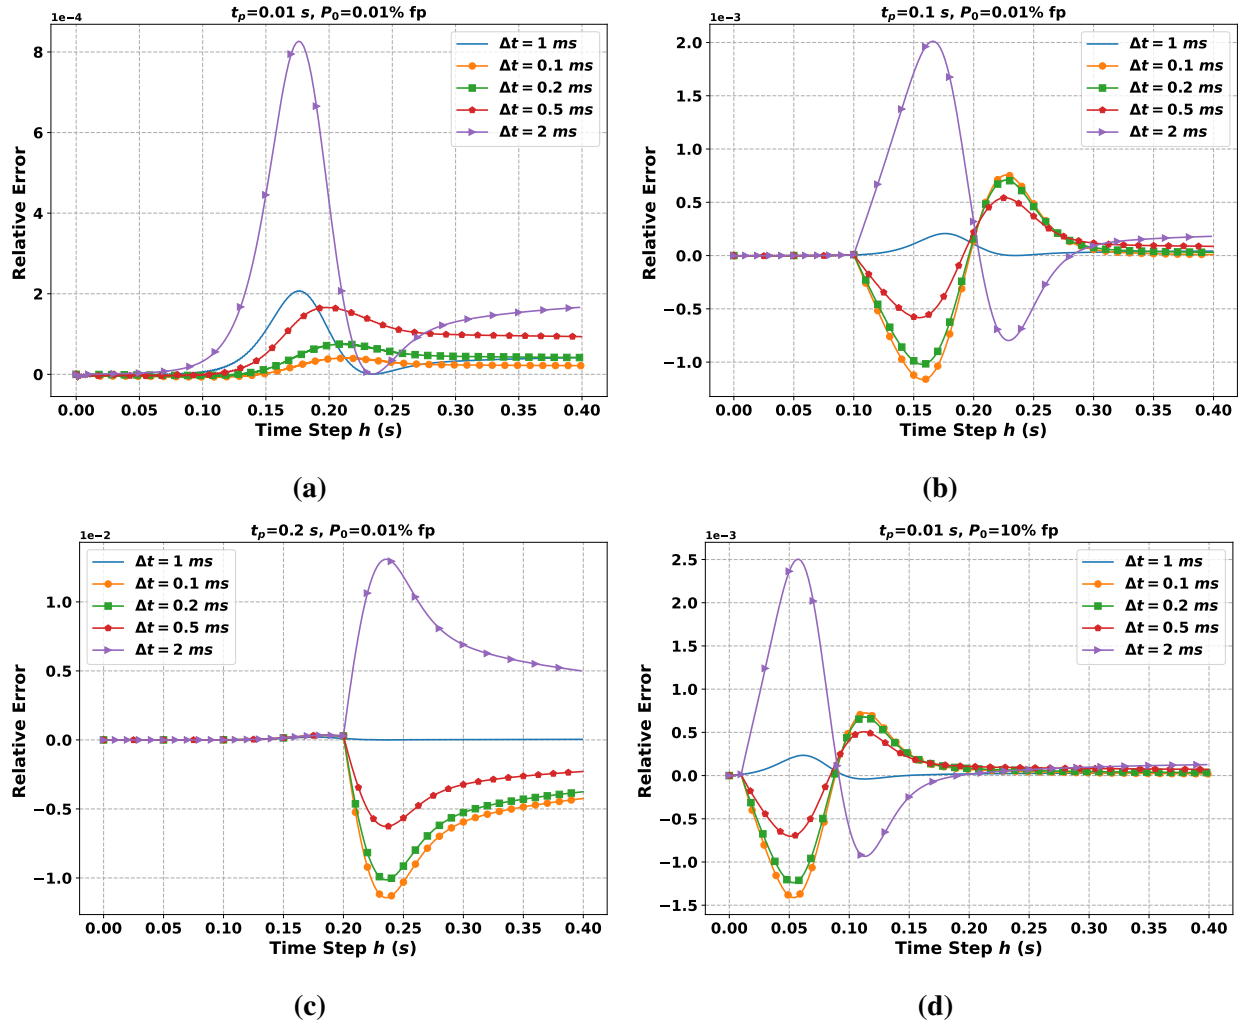 t_p=0.01 s, P_0=0.01% fp
1e−4
Δt = 1 ms
Δt = 0.1 ms
Δt = 0.2 ms
Δt = 0.5 ms
Δt = 2 ms
8
6
4
2
0
Relative Error
0.00 0.05 0.10 0.15 0.20 0.25 0.30 0.35 0.40
Time Step h (s)
(a)
t_p=0.1 s, P_0=0.01% fp
1e−3
Δt = 1 ms
Δt = 0.1 ms
Δt = 0.2 ms
Δt = 0.5 ms
Δt = 2 ms
2.0
1.5
1.0
0.5
0.0
−0.5
−1.0
Relative Error
0.00 0.05 0.10 0.15 0.20 0.25 0.30 0.35 0.40
Time Step h (s)
(b)
t_p=0.2 s, P_0=0.01% fp
1e−2
Δt = 1 ms
Δt = 0.1 ms
Δt = 0.2 ms
Δt = 0.5 ms
Δt = 2 ms
1.0
0.5
0.0
−0.5
−1.0
Relative Error
0.00 0.05 0.10 0.15 0.20 0.25 0.30 0.35 0.40
Time Step h (s)
(c)
t_p=0.01 s, P_0=10% fp
1e−3
Δt = 1 ms
Δt = 0.1 ms
Δt = 0.2 ms
Δt = 0.5 ms
Δt = 2 ms
2.5
2.0
1.5
1.0
0.5
0.0
−0.5
−1.0
−1.5
Relative Error
0.00 0.05 0.10 0.15 0.20 0.25 0.30 0.35 0.40
Time Step h (s)
(d)